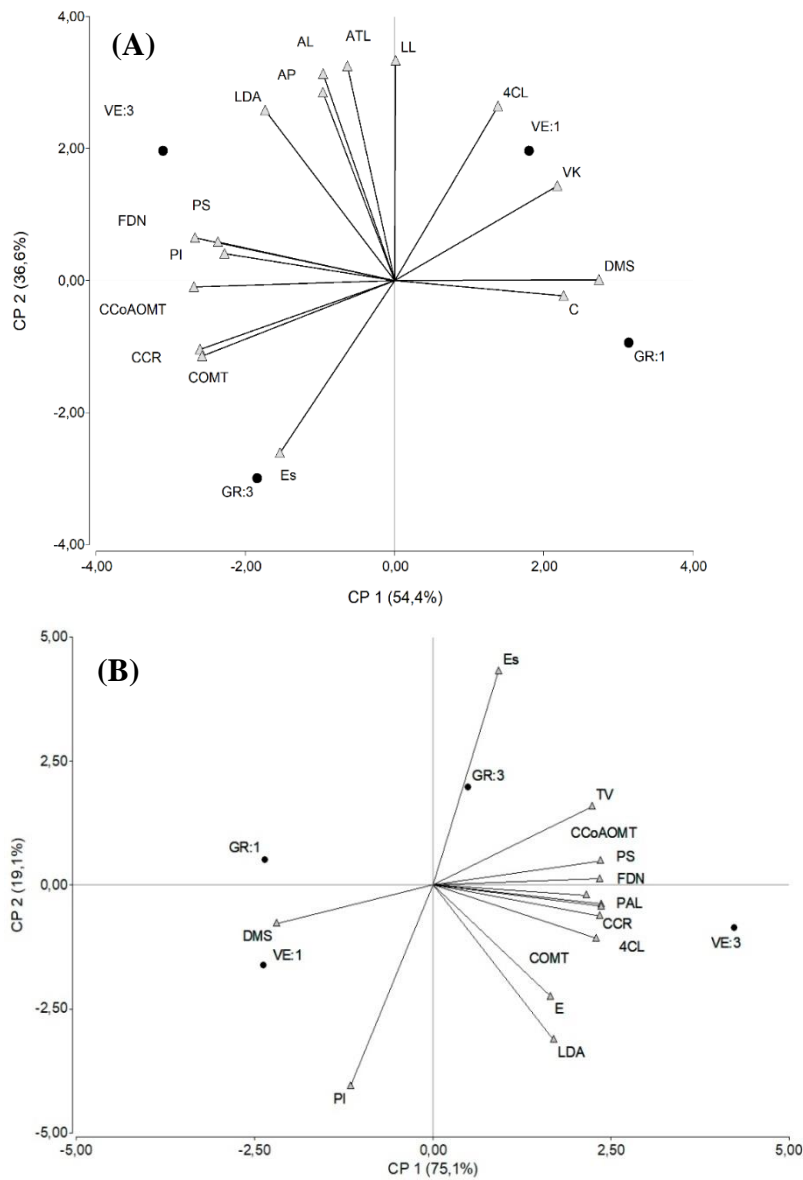 (A)
4,00
AL
ATL
LL
AP
LDA
4CL
VE:3
VE:1
2,00
VK
PS
FDN
PI
DMS
0,00
CCoAOMT
C
CCR
GR:1
COMT
-2,00
Es
GR:3
-4,00
-4,00 -2,00 0,00 2,00 4,00
CP 1 (54,4%)
CP 2 (36,6%)
(B)
5,00
Es
2,50
GR:3
TV
CCoAOMT
GR:1
PS
FDN
0,00
PAL
CCR
DMS
4CL
VE:3
VE:1
COMT
E
-2,50
LDA
PI
-5,00
-5,00 -2,50 0,00 2,50 5,00
CP 1 (75,1%)
CP 2 (19,1%)